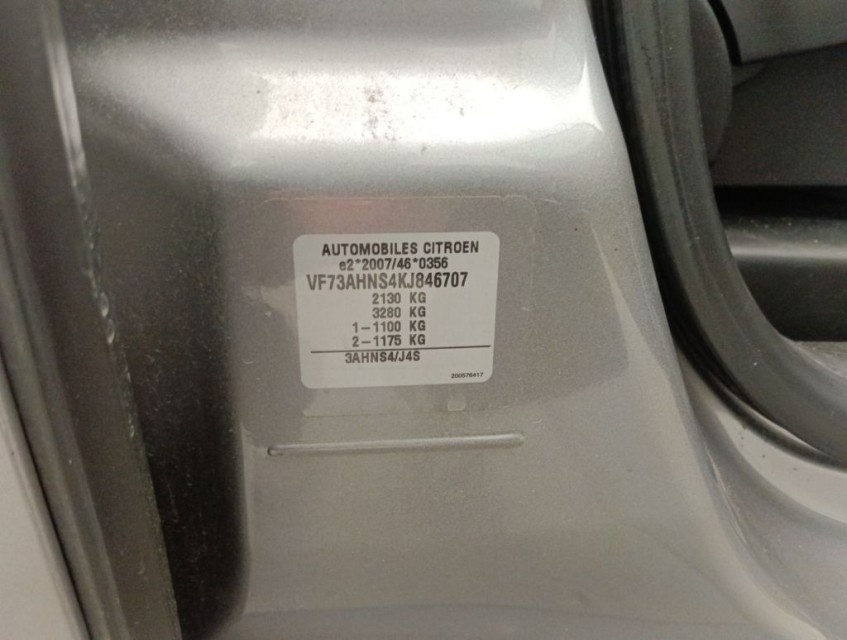 AUTOMOBILES CITROEN
e2*2007/46*0356
VF73AHNS4KJ846707
2130 KG
3280 KG
1-1100 KG
2-1175 KG
3AHNS4/J4S
200576417